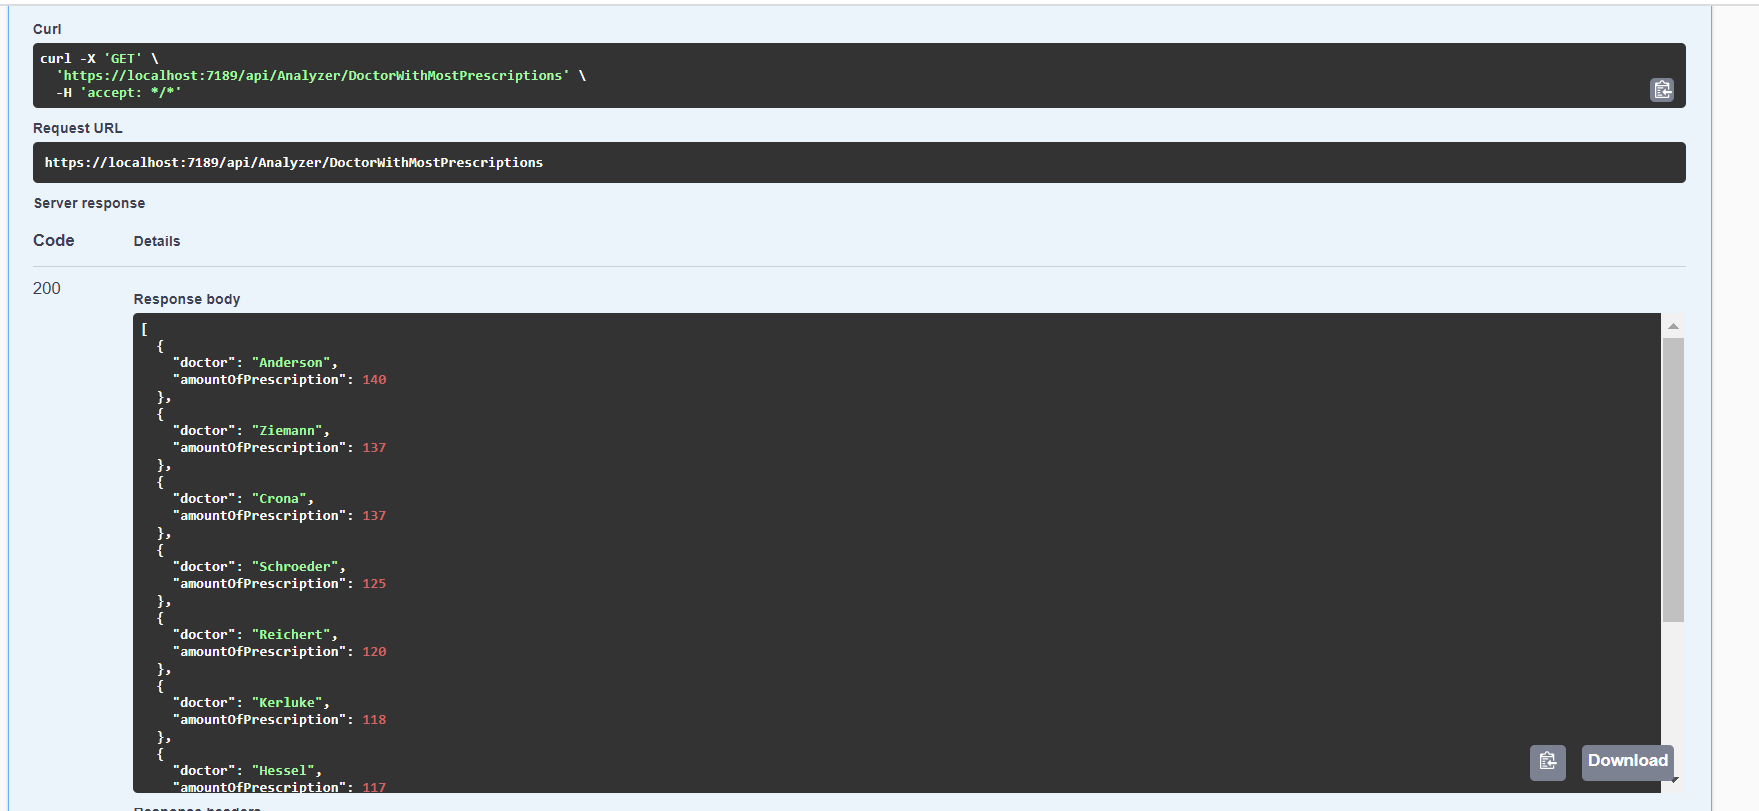 Curl
curl -X 'GET' \
  'https://localhost:7189/api/Analyzer/DoctorWithMostPrescriptions' \
  -H 'accept: */*'
Request URL
https://localhost:7189/api/Analyzer/DoctorWithMostPrescriptions
Server response
Code Details
200
Response body
[
  {
    "doctor": "Anderson",
    "amountOfPrescription": 140
  },
  {
    "doctor": "Ziemann",
    "amountOfPrescription": 137
  },
  {
    "doctor": "Crona",
    "amountOfPrescription": 137
  },
  {
    "doctor": "Schroeder",
    "amountOfPrescription": 125
  },
  {
    "doctor": "Reichert",
    "amountOfPrescription": 120
  },
  {
    "doctor": "Kerluke",
    "amountOfPrescription": 118
  },
  {
    "doctor": "Hessel",
    "amountOfPrescription": 117
Download
Response headers